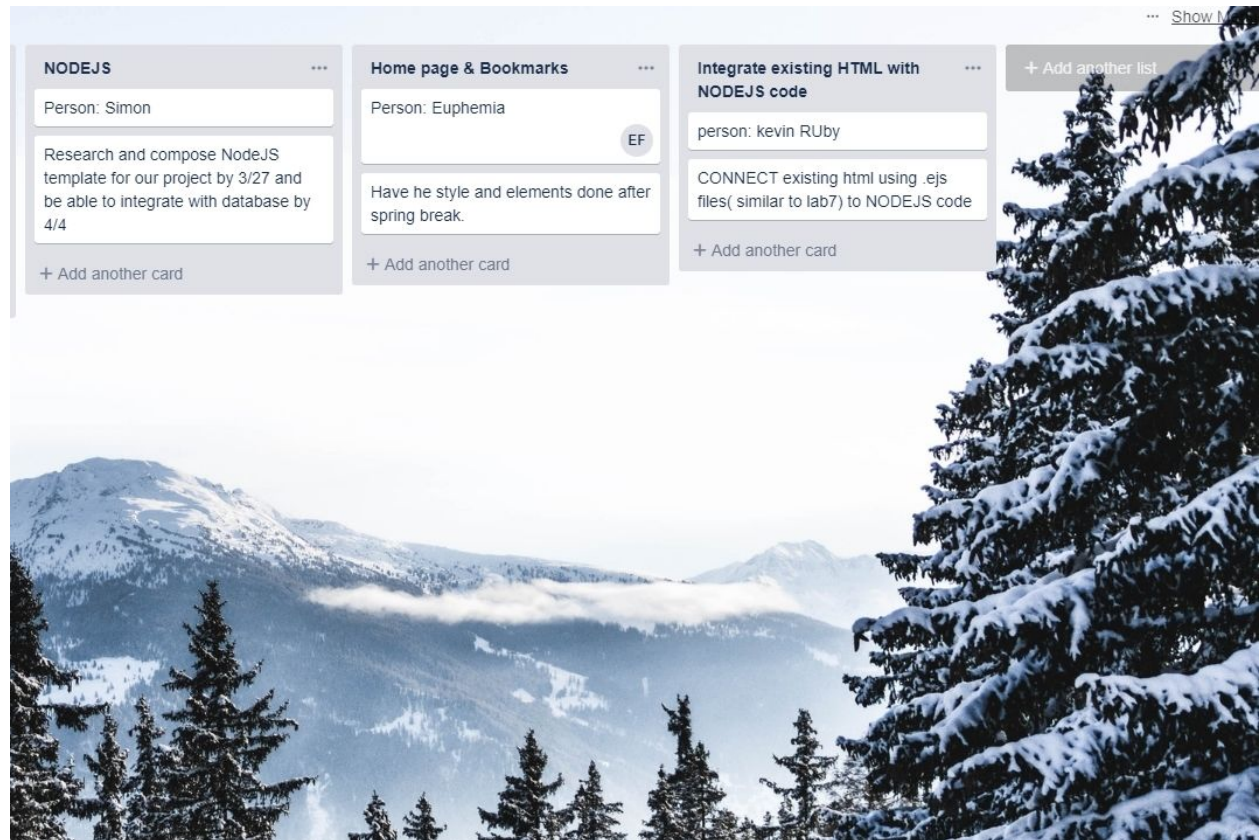 Show
NODEJS
Person: Simon
Research and compose NodeJS
template for our project by 3/27 and
be able to integrate with database by
4/4
+ Add another card
Home page & Bookmarks
Person: Euphemia
EF
Have he style and elements done after
spring break.
+ Add another card
Integrate existing HTML with
NODEJS code
person: kevin RUby
CONNECT existing html using .ejs
files( similar to lab7) to NODEJS code
+ Add another card
+ Add another list